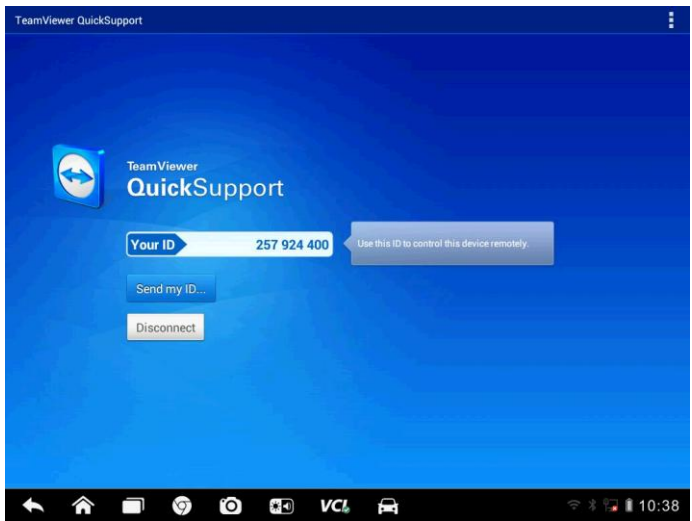 TeamViewer QuickSupport
TeamViewer
QuickSupport
Your ID 257 924 400
Use this ID to control this device remotely.
Send my ID...
Disconnect
VCI
10:38